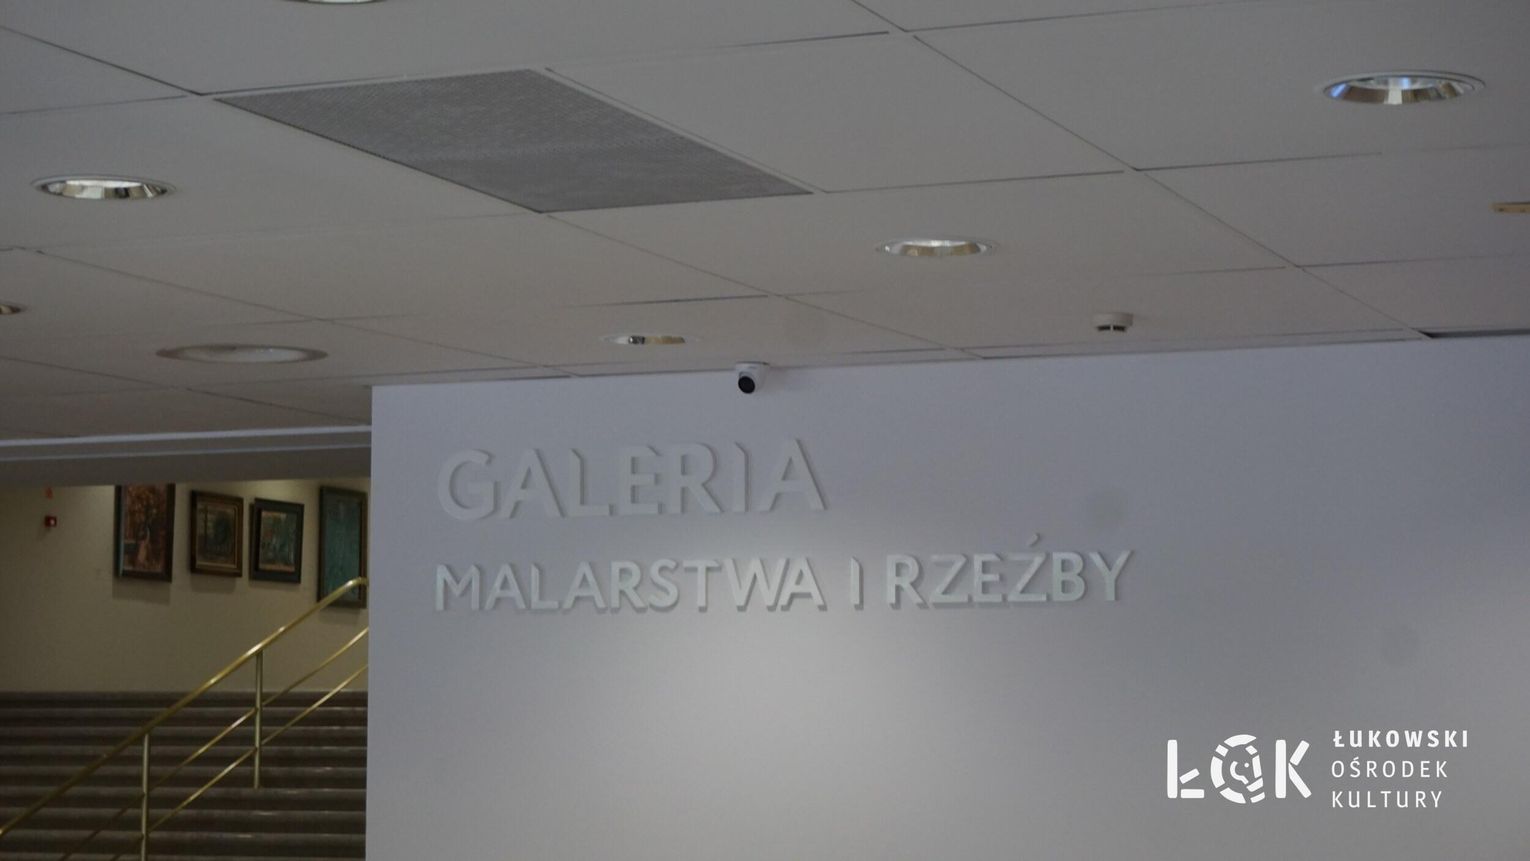 GALERIA
MALARSTWA I RZEŹBY
ŁOK
ŁUKOWSKI
OŚRODEK
KULTURY